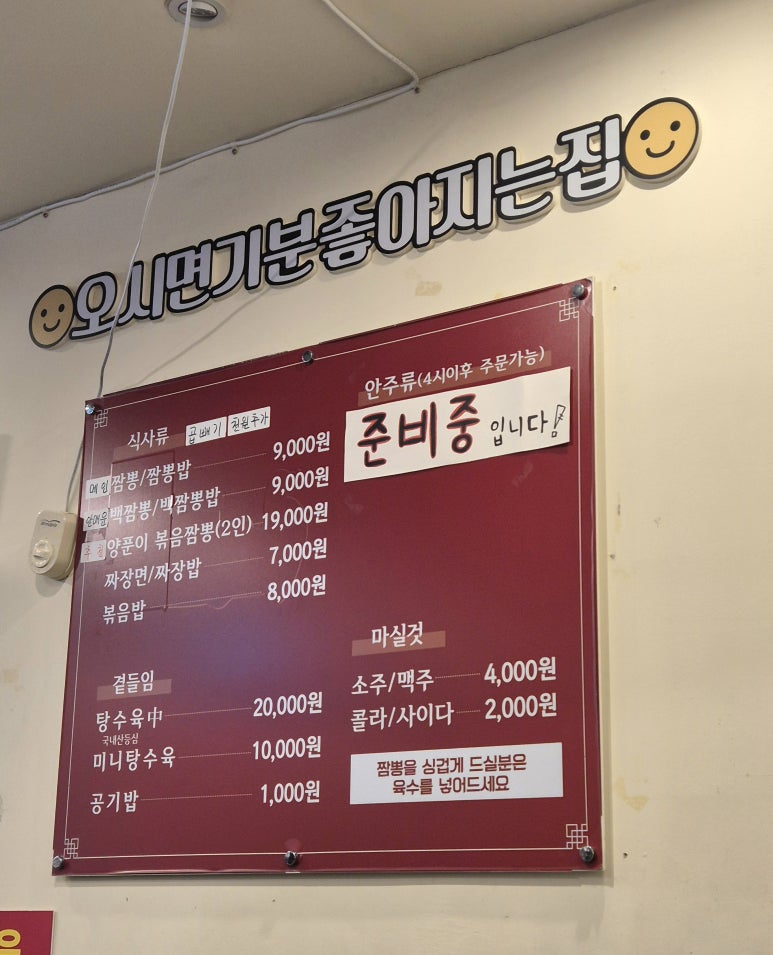 오시면기분좋아지는집
식사류 곱빼기 천원추가
메인 짬뽕/짬뽕밥 9,000원
안매운 백짬뽕/백짬뽕밥 9,000원
추천 양푼이 볶음짬뽕(2인) 19,000원
짜장면/짜장밥 7,000원
볶음밥 8,000원
곁들임
탕수육中 20,000원
국내산등심
미니탕수육 10,000원
공기밥 1,000원
안주류(4시이후 주문가능)
준비중입니다!
마실것
소주/맥주 4,000원
콜라/사이다 2,000원
짬뽕을 싱겁게 드실분은
육수를 넣어드세요